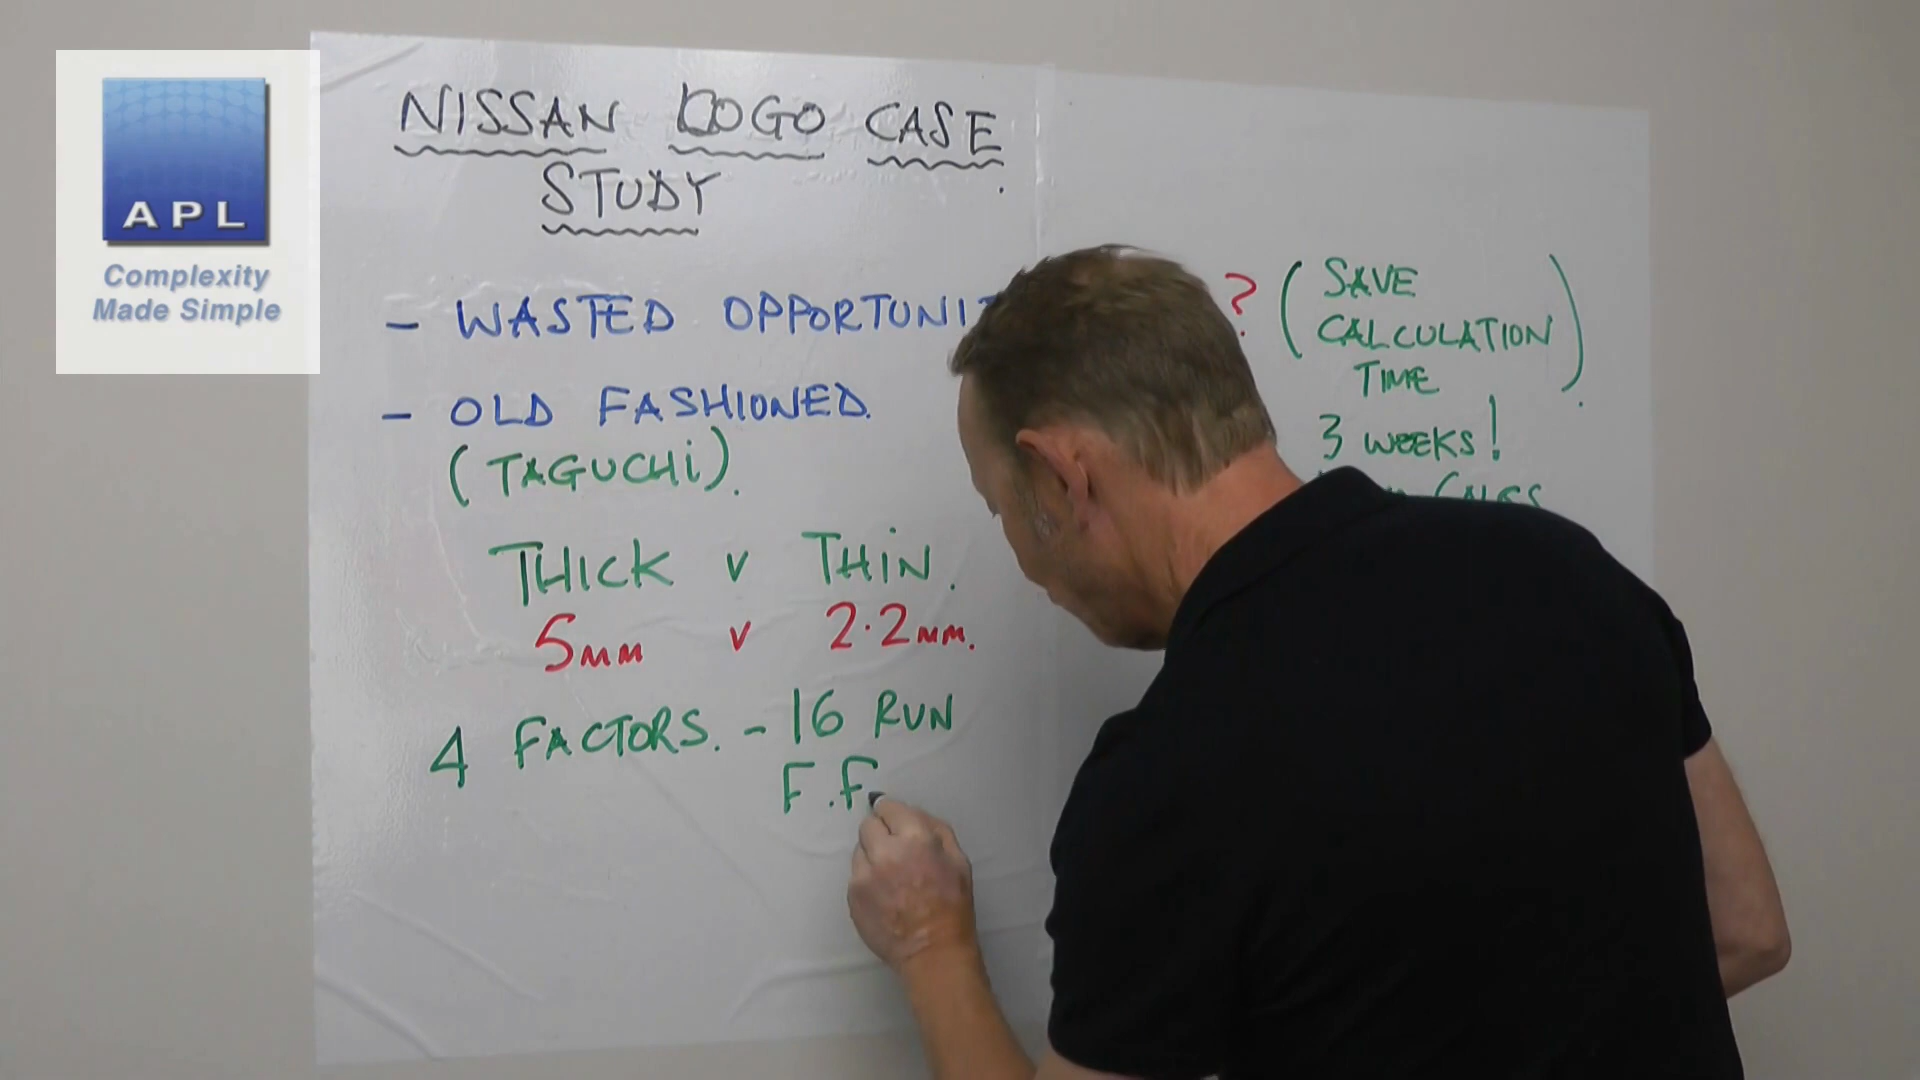 APL
Complexity
Made Simple
NISSAN LOGO CASE
STUDY
- WASTED ? (SAVE
CALCULATION
TIME)
3 WEEKS!
- OLD FASHIONED.
(TAGUCHI).
THICK V THIN.
5mm V 2.2mm.
4 FACTORS. - 16 RUN
F.F